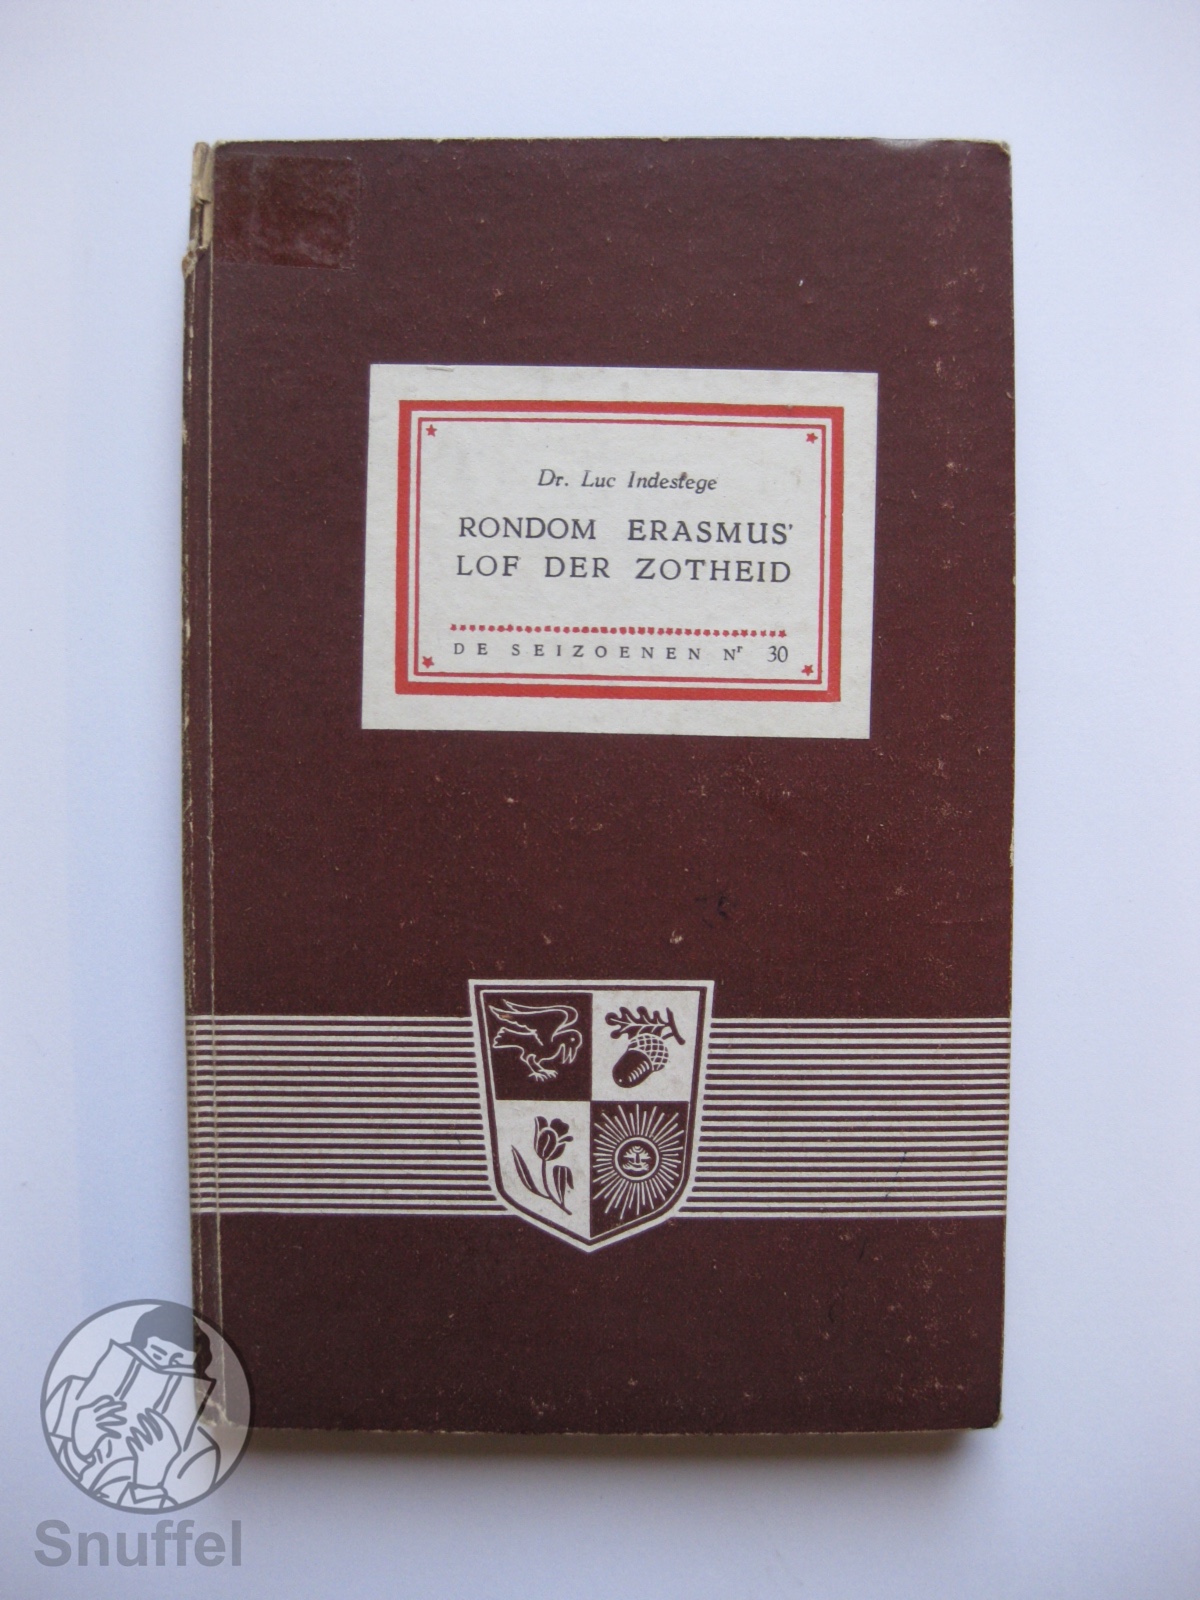 Dr. Luc Indestege
RONDOM ERASMUS'
LOF DER ZOTHEID
DE SEIZOENEN Nr 30
Snuffel